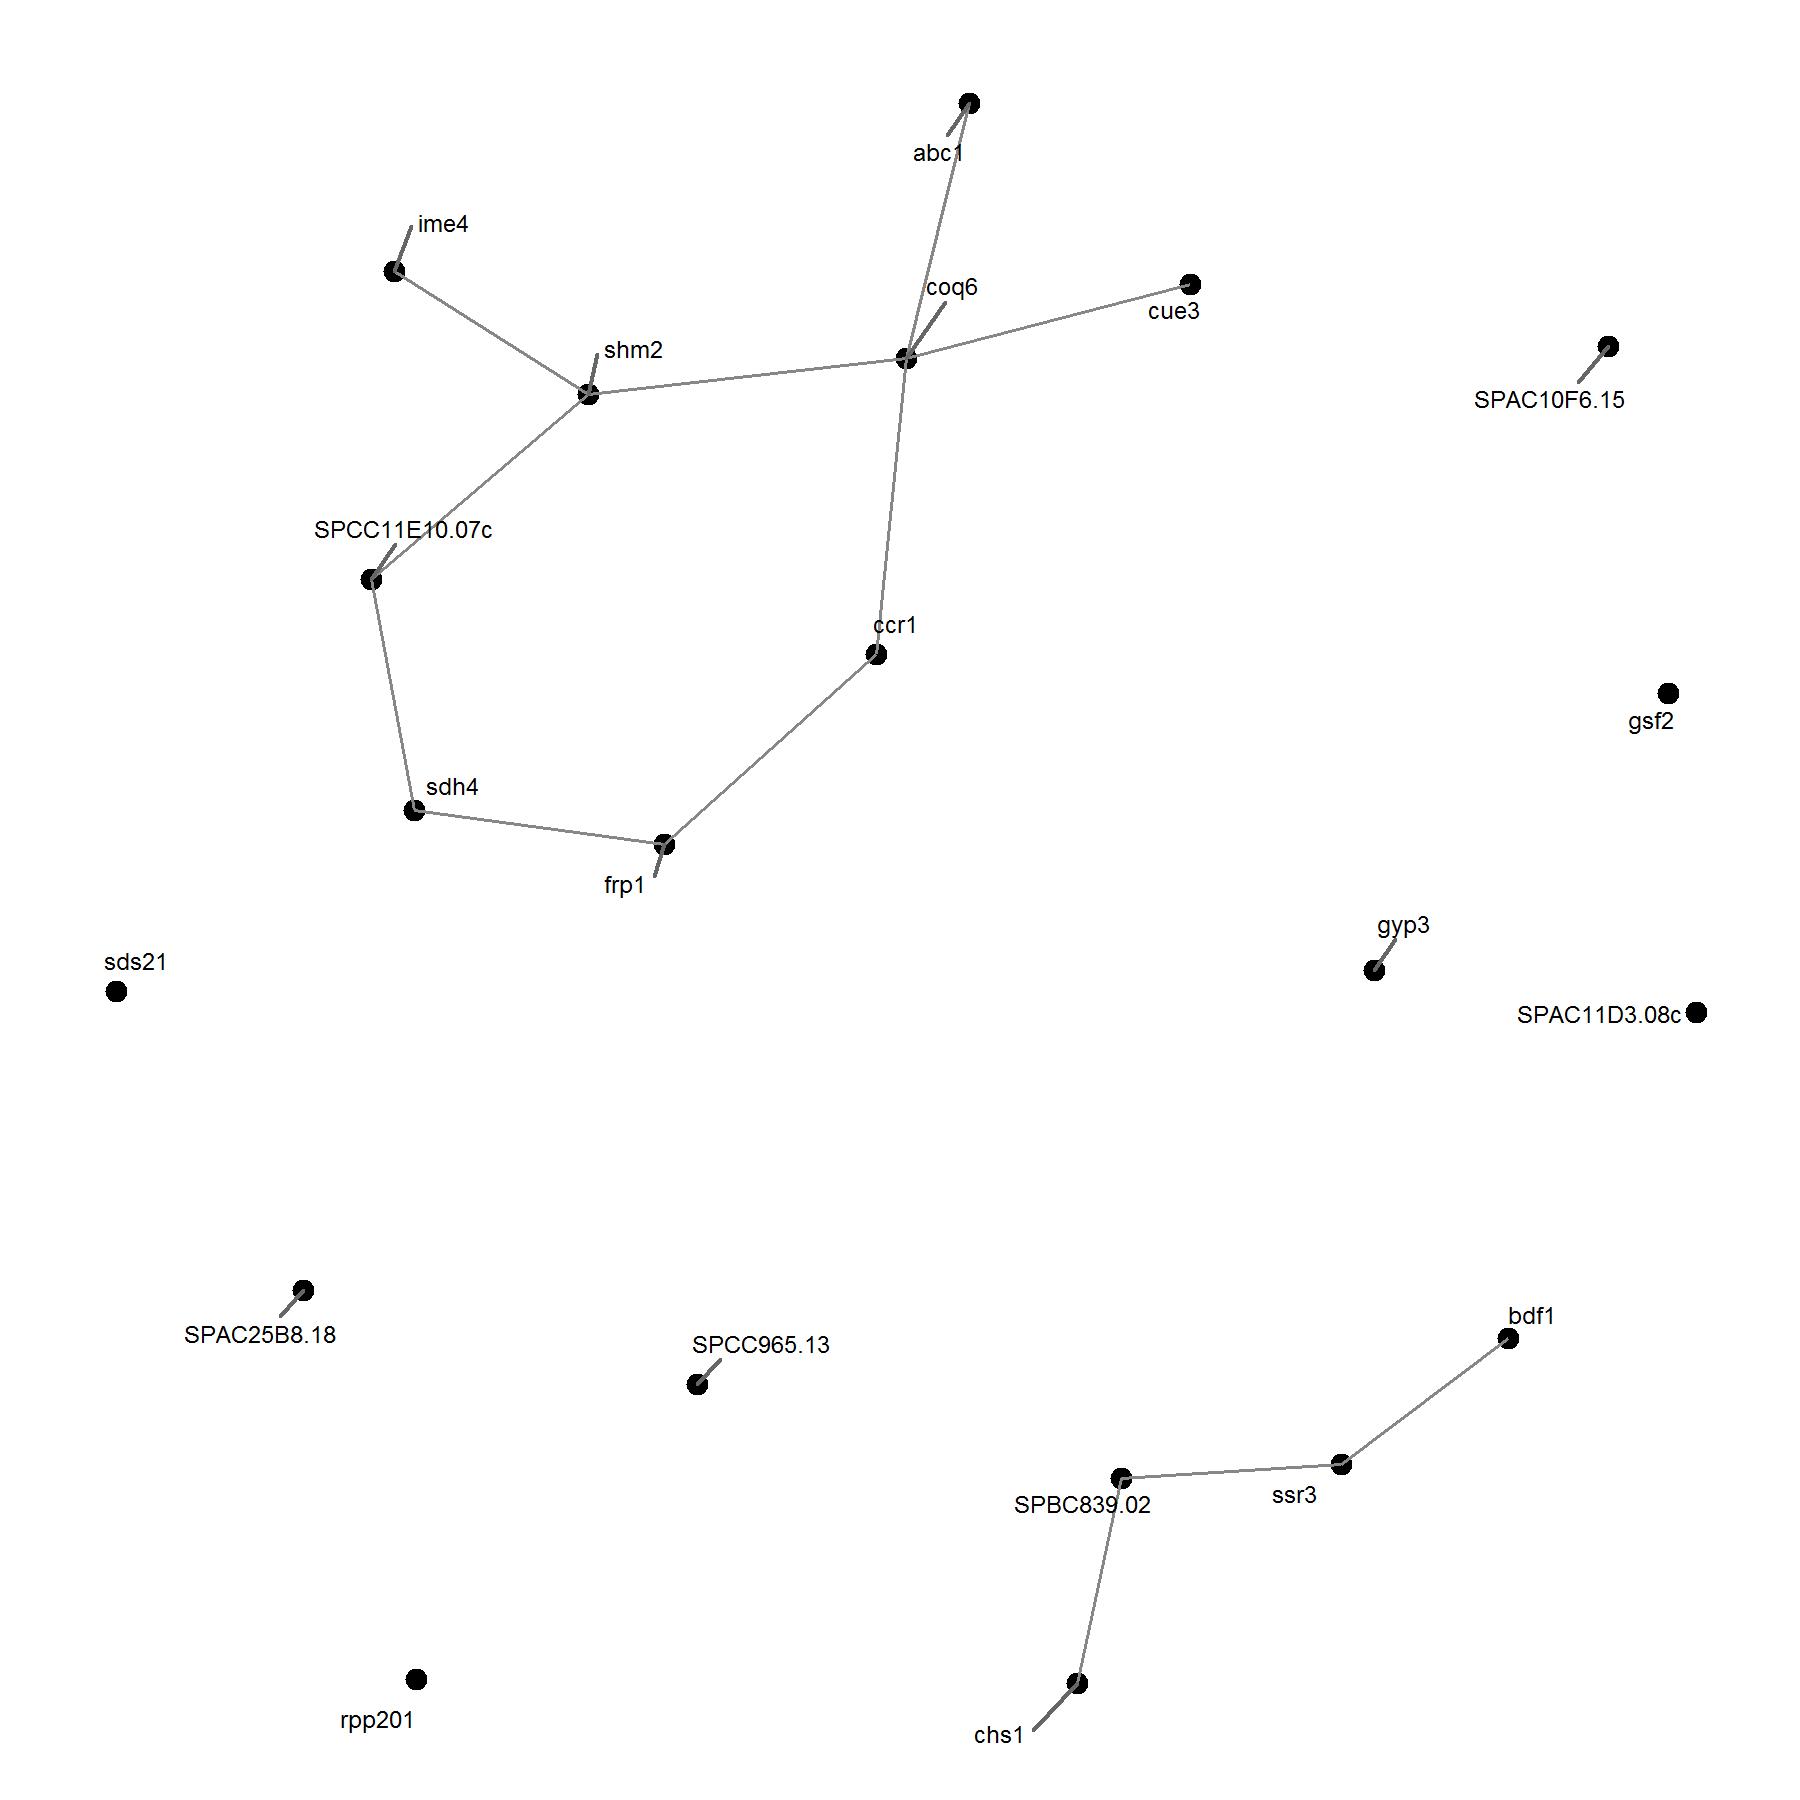 abc1
ime4
coq6
cue3
shm2
SPAC10F6.15
SPCC11E10.07c
ccr1
gsf2
sdh4
frp1
gyp3
sds21
SPAC11D3.08c
bdf1
SPAC25B8.18
SPCC965.13
ssr3
SPBC839.02
rpp201
chs1